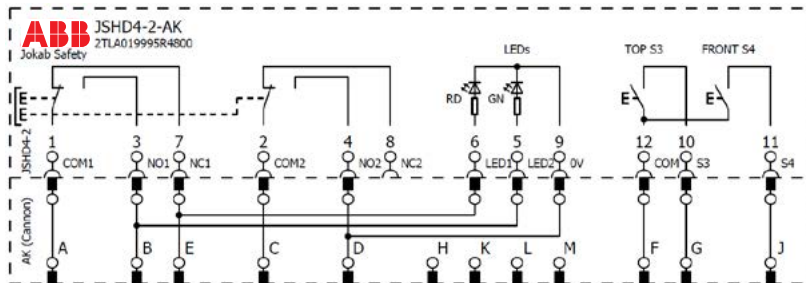 ABB JSHD4-2-AK
2TLA019995R4800
Jokab Safety
LEDs
TOP S3
FRONT S4
RD
GN
E
E
E
E
JSHD4-2
1 3 7 2 4 8 6 5 9 12 10 11
COM1 NO1 NC1 COM2 NO2 NC2 LED1 LED2 0V COM S3 S4
AK (Cannon)
A B E C D H K L M F G J